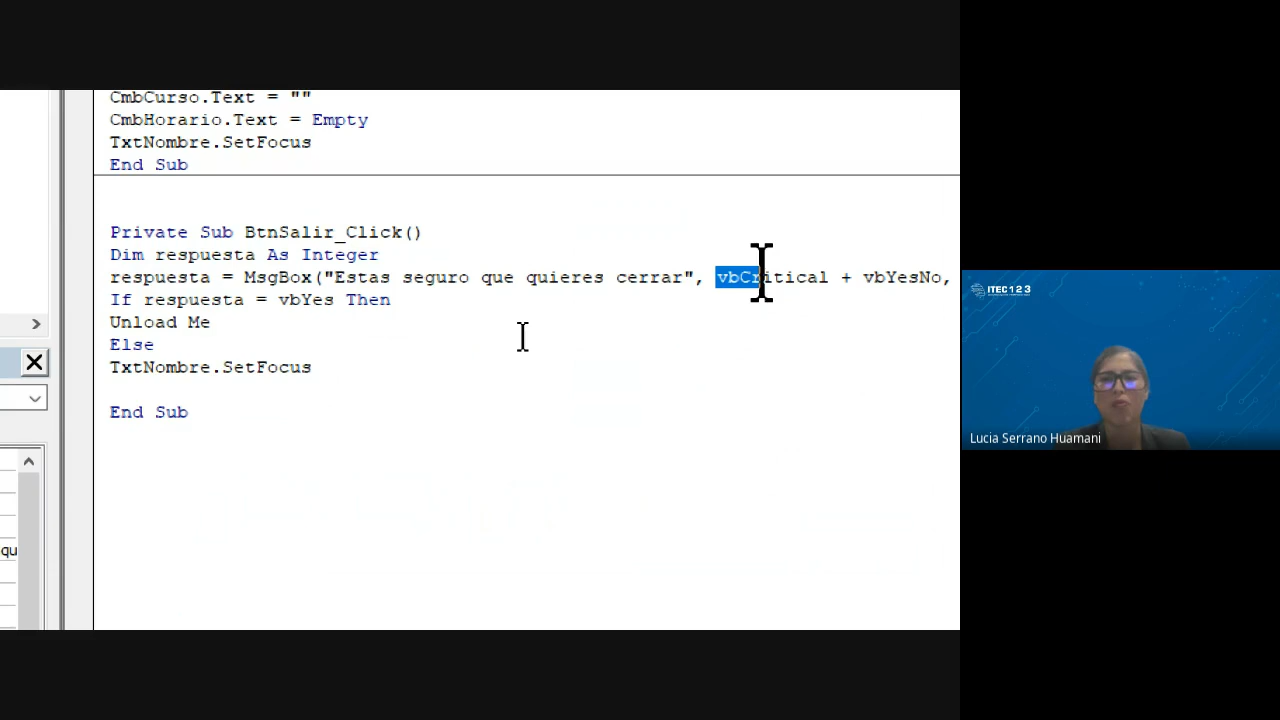 CmbCurso.Text = ""
CmbHorario.Text = Empty
TxtNombre.SetFocus
End Sub
Private Sub BtnSalir_Click()
Dim respuesta As Integer
respuesta = MsgBox("Estas seguro que quieres cerrar", vbCritical + vbYesNo,
If respuesta = vbYes Then
Unload Me
Else
TxtNombre.SetFocus
End Sub
qu
ITEC123
Lucia Serrano Huamani